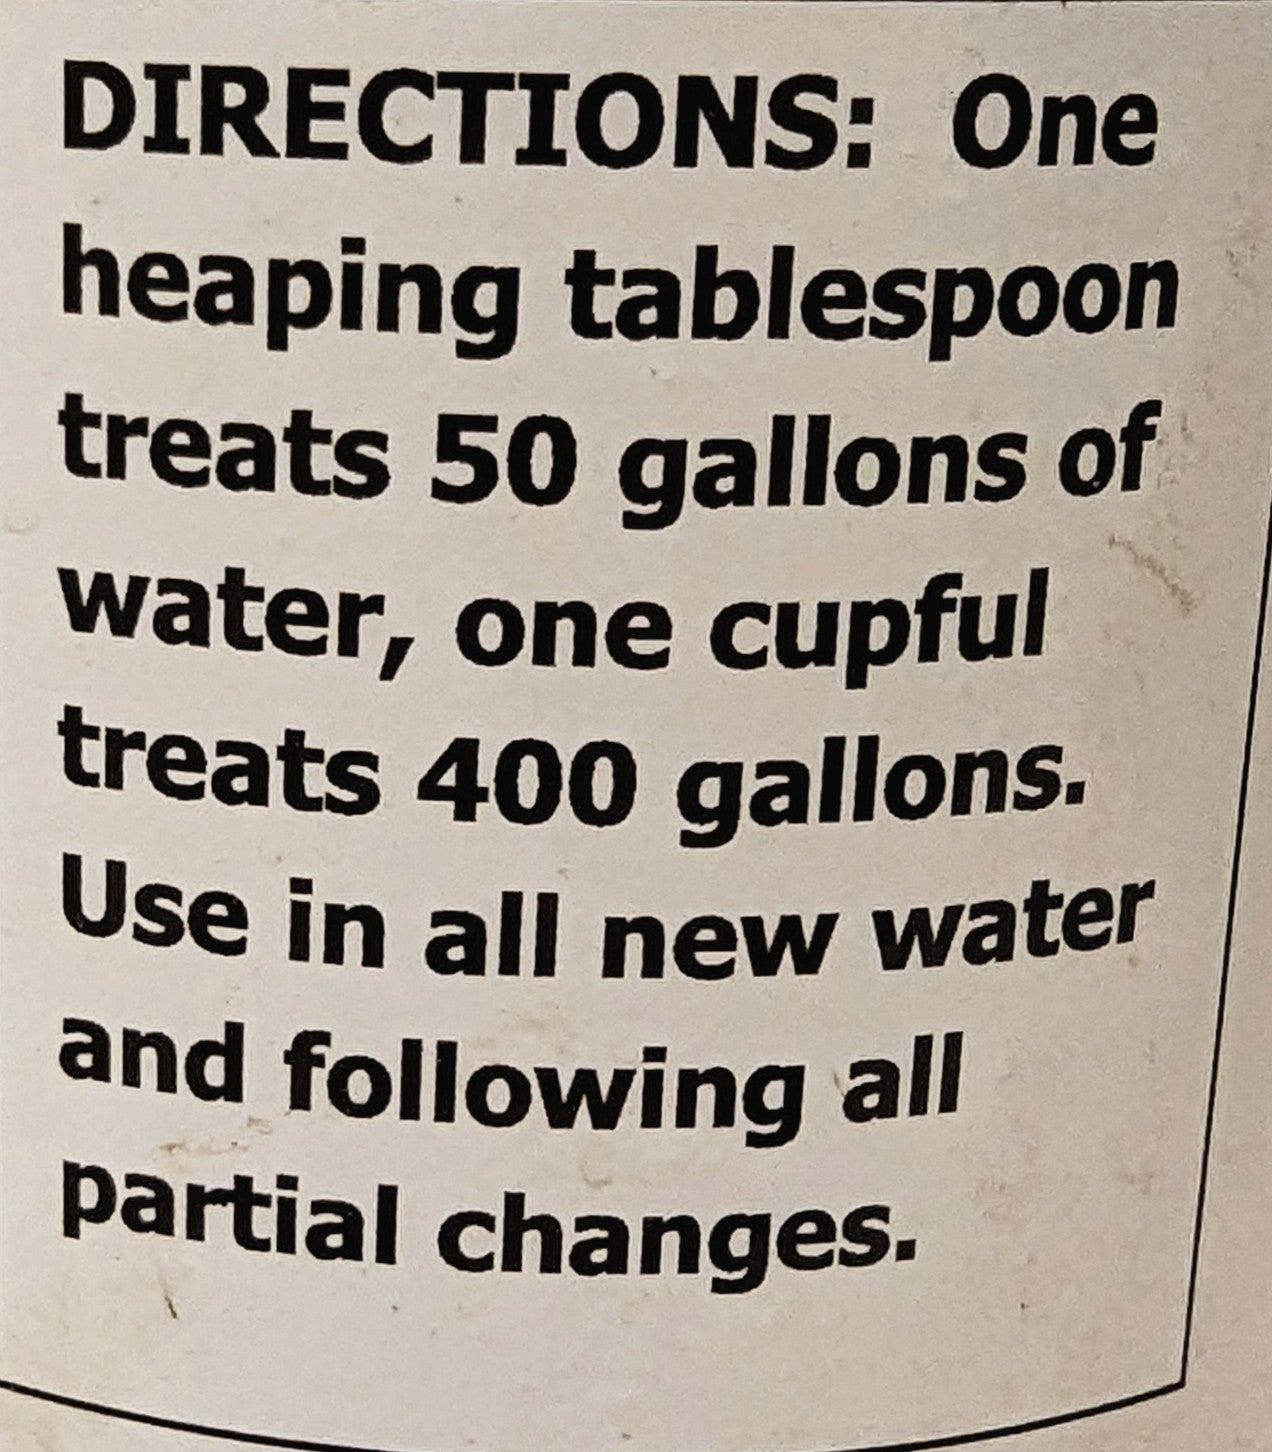 DIRECTIONS: One
heaping tablespoon
treats 50 gallons of
water, one cupful
treats 400 gallons.
Use in all new water
and following all
partial changes.